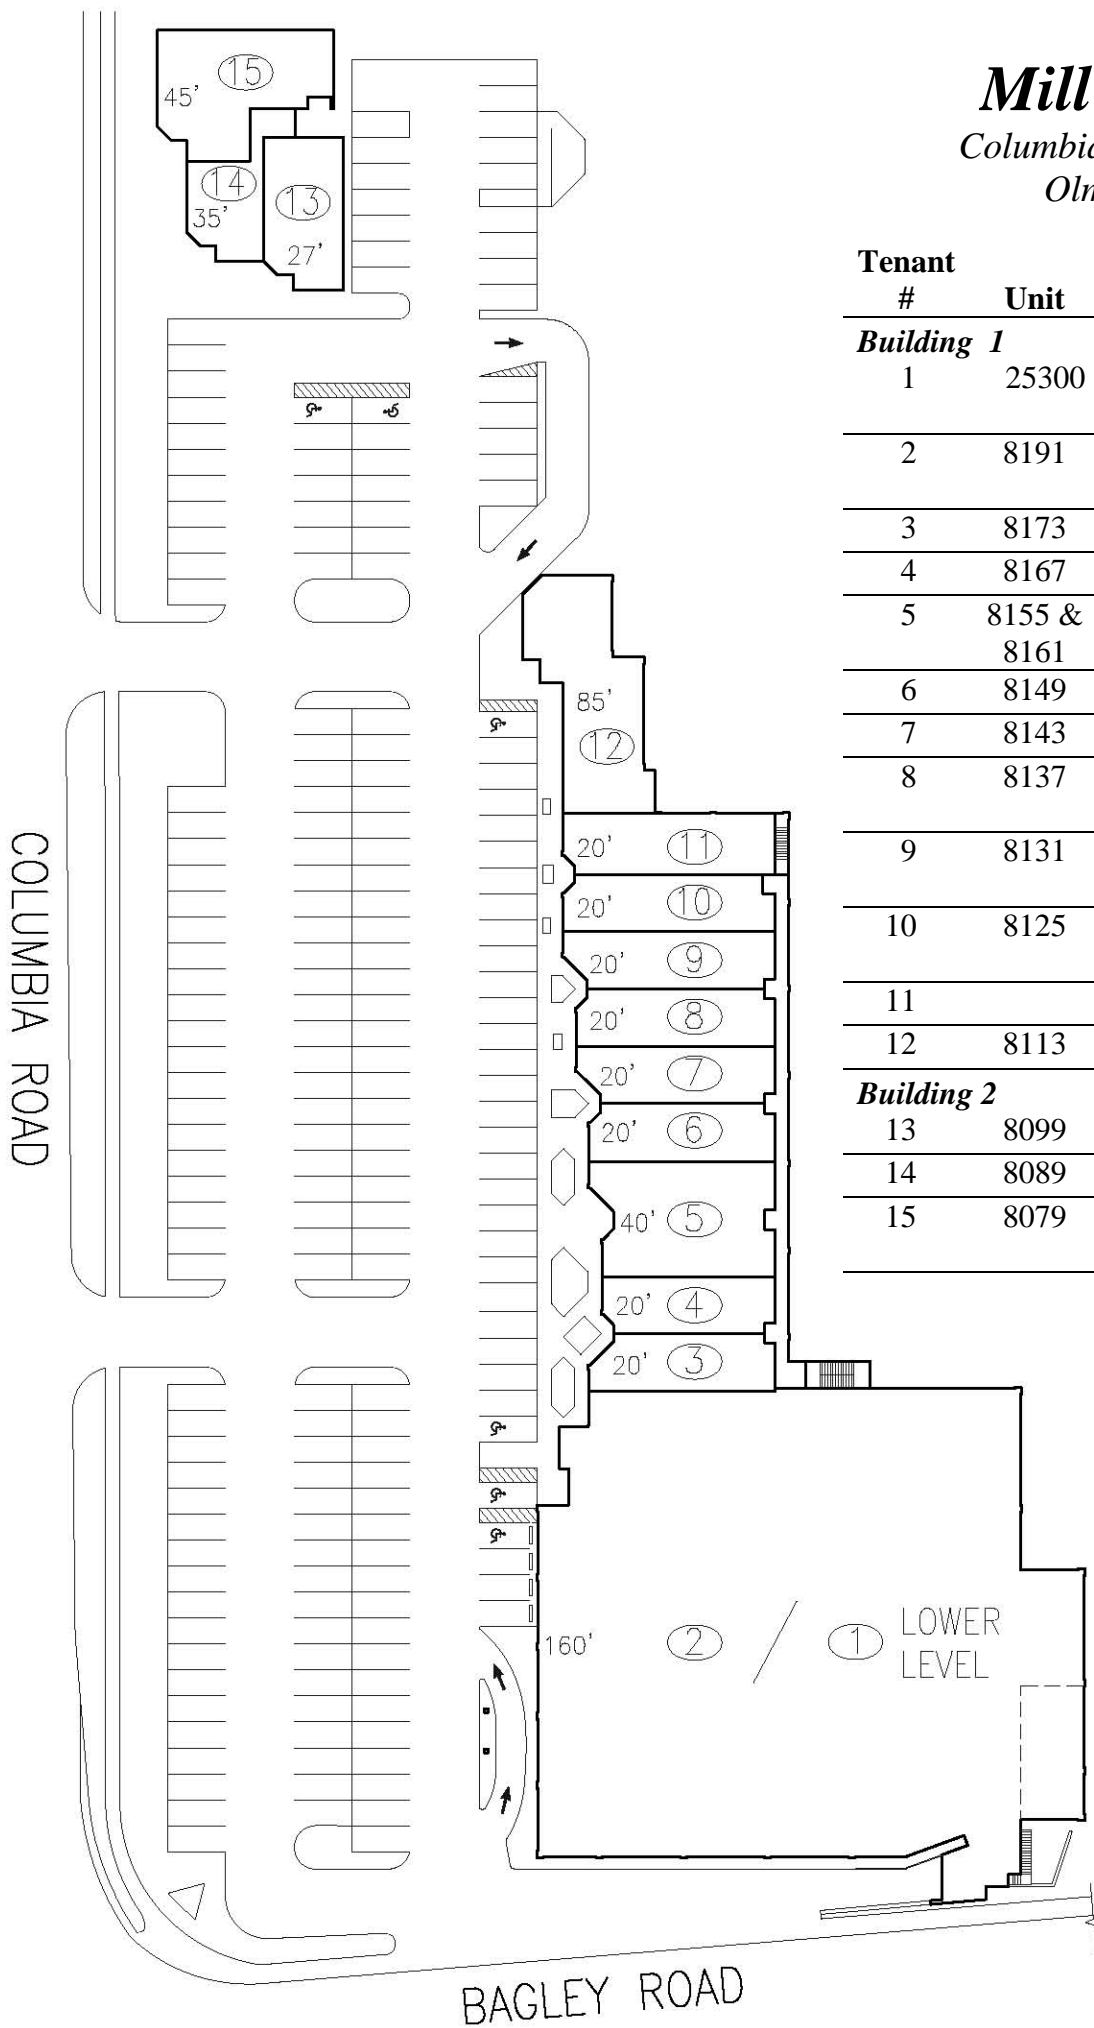 Mill
Columbia
Olm
Tenant
# Unit
Building 1
1 25300
2 8191
3 8173
4 8167
5 8155 &
8161
6 8149
7 8143
8 8137
9 8131
10 8125
11
12 8113
Building 2
13 8099
14 8089
15 8079
15
45'
14
35'
13
27'
85'
12
20' 11
20' 10
20' 9
20' 8
20' 7
20' 6
40' 5
20' 4
20' 3
160' 2 / 1 LOWER
LEVEL
COLUMBIA ROAD
BAGLEY ROAD